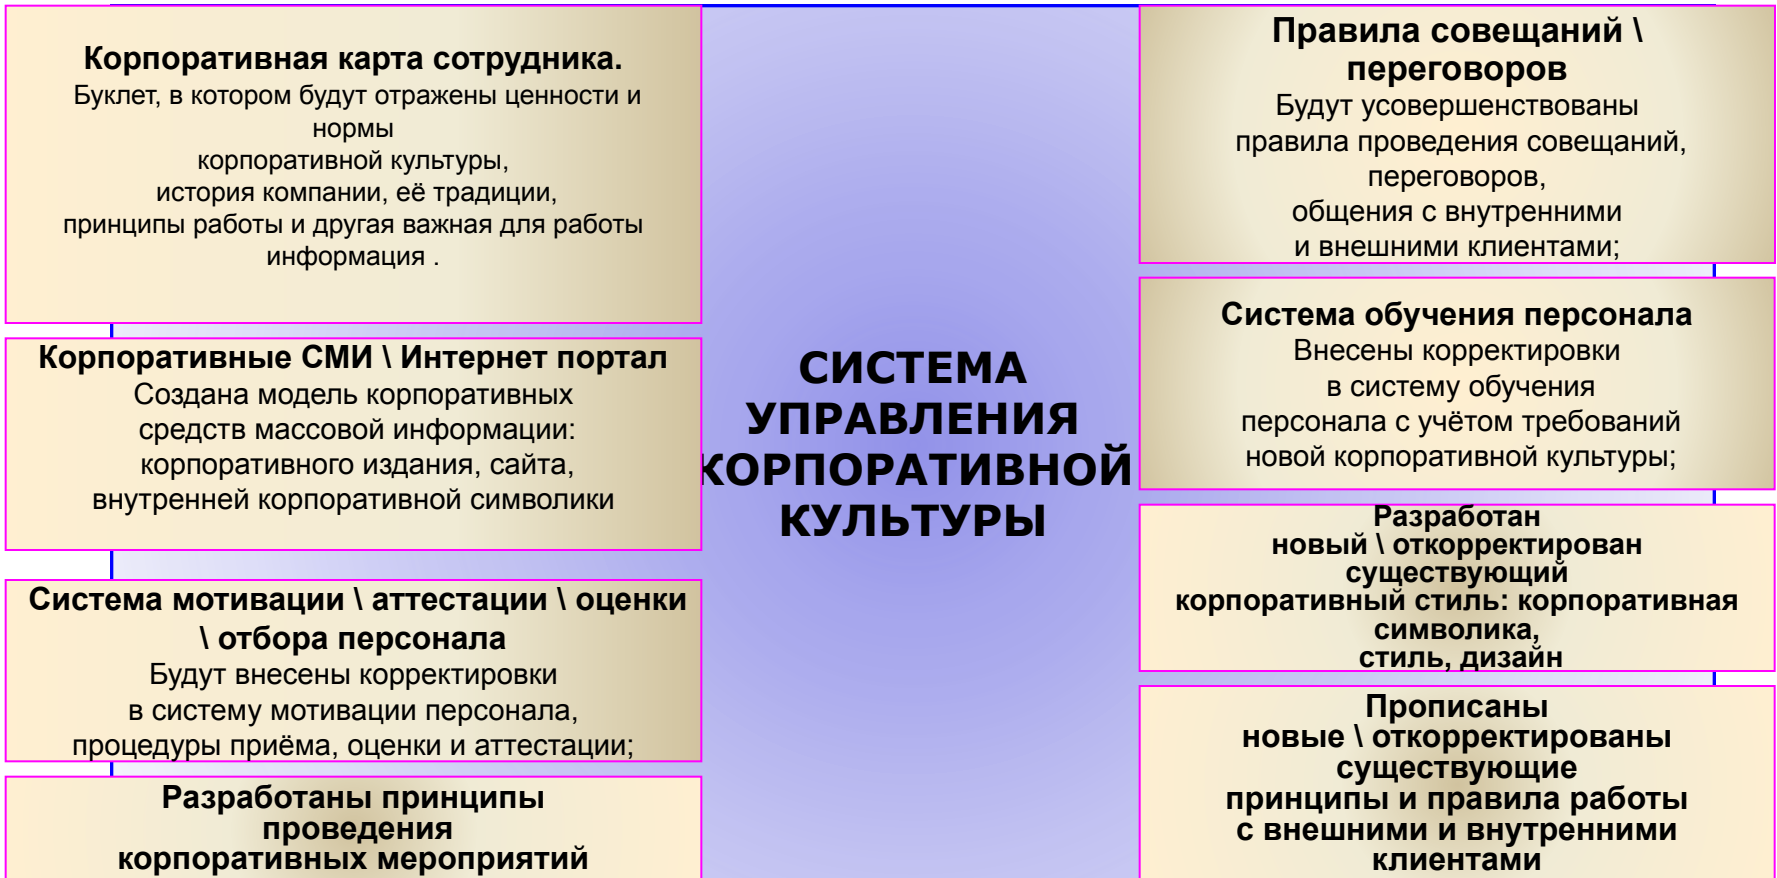 Корпоративная карта сотрудника.
Буклет, в котором будут отражены ценности и
нормы
корпоративной культуры,
история компании, её традиции,
принципы работы и другая важная для работы
информация .
Корпоративные СМИ \ Интернет портал
Создана модель корпоративных
средств массовой информации:
корпоративного издания, сайта,
внутренней корпоративной символики
Система мотивации \ аттестации \ оценки
\ отбора персонала
Будут внесены корректировки
в систему мотивации персонала,
процедуры приёма, оценки и аттестации;
Разработаны принципы
проведения
корпоративных мероприятий
СИСТЕМА
УПРАВЛЕНИЯ
КОРПОРАТИВНОЙ
КУЛЬТУРЫ
Правила совещаний \
переговоров
Будут усовершенствованы
правила проведения совещаний,
переговоров,
общения с внутренними
и внешними клиентами;
Система обучения персонала
Внесены корректировки
в систему обучения
персонала с учётом требований
новой корпоративной культуры;
Разработан
новый \ откорректирован
существующий
корпоративный стиль: корпоративная
символика,
стиль, дизайн
Прописаны
новые \ откорректированы
существующие
принципы и правила работы
с внешними и внутренними
клиентами